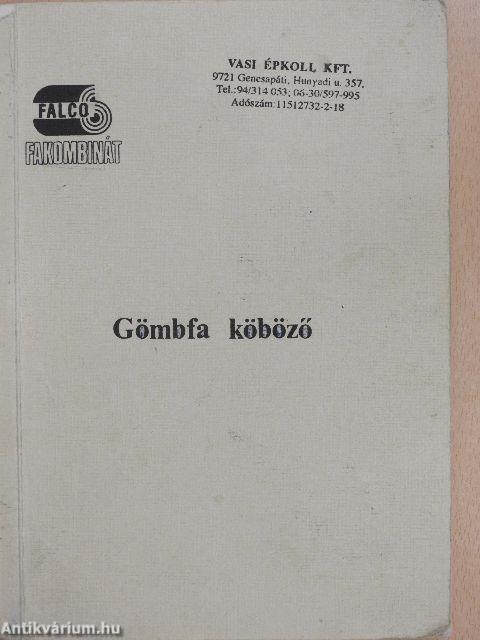 VASI ÉPKOLL KFT.
9721 Gencsapáti, Hunyadi u. 357.
Tel.:94/314 053; 06-30/597-995
Adószám:11512732-2-18
FALCO
FAKOMBINÁT
Gömbfa köböző
Antikvárium.hu